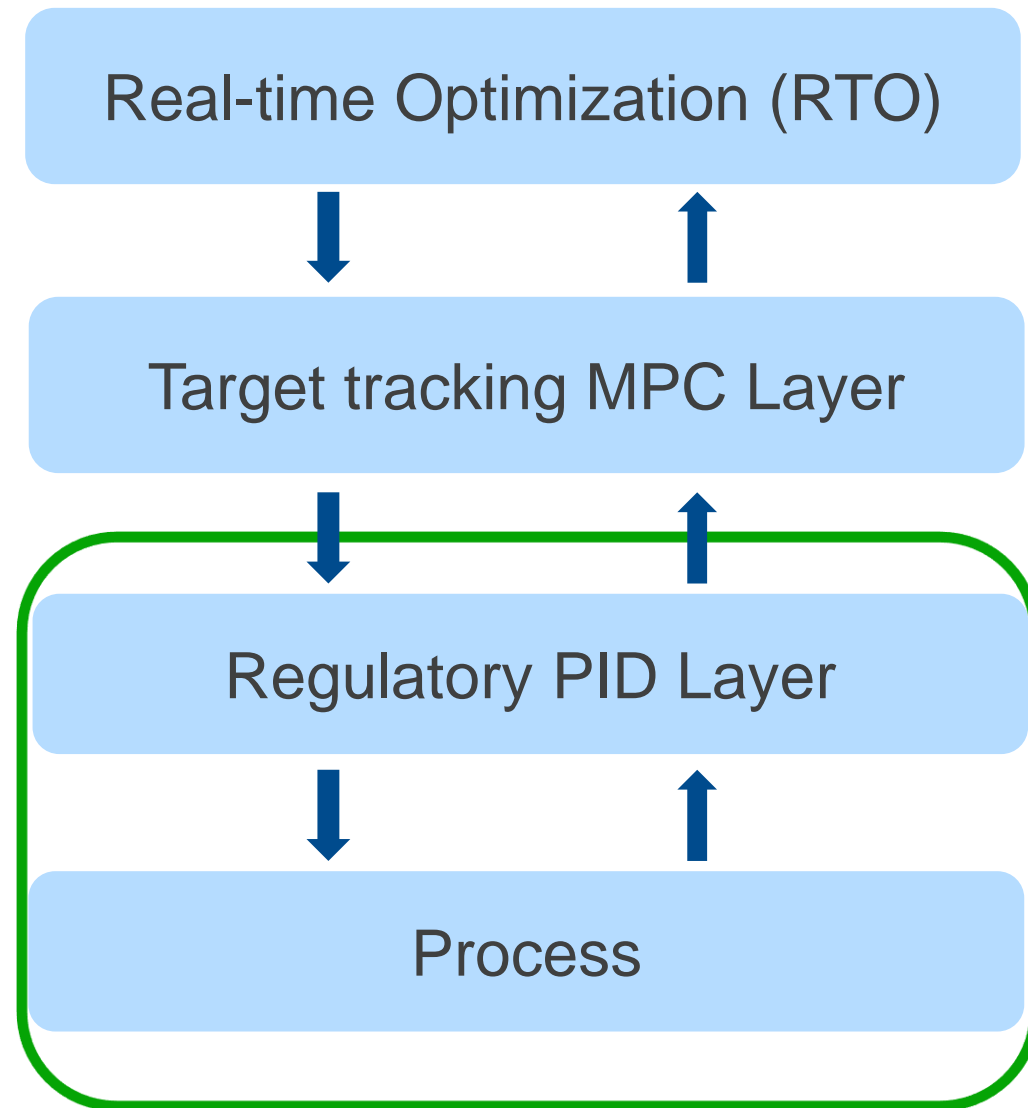 Real-time Optimization (RTO)
Target tracking MPC Layer
Regulatory PID Layer
Process